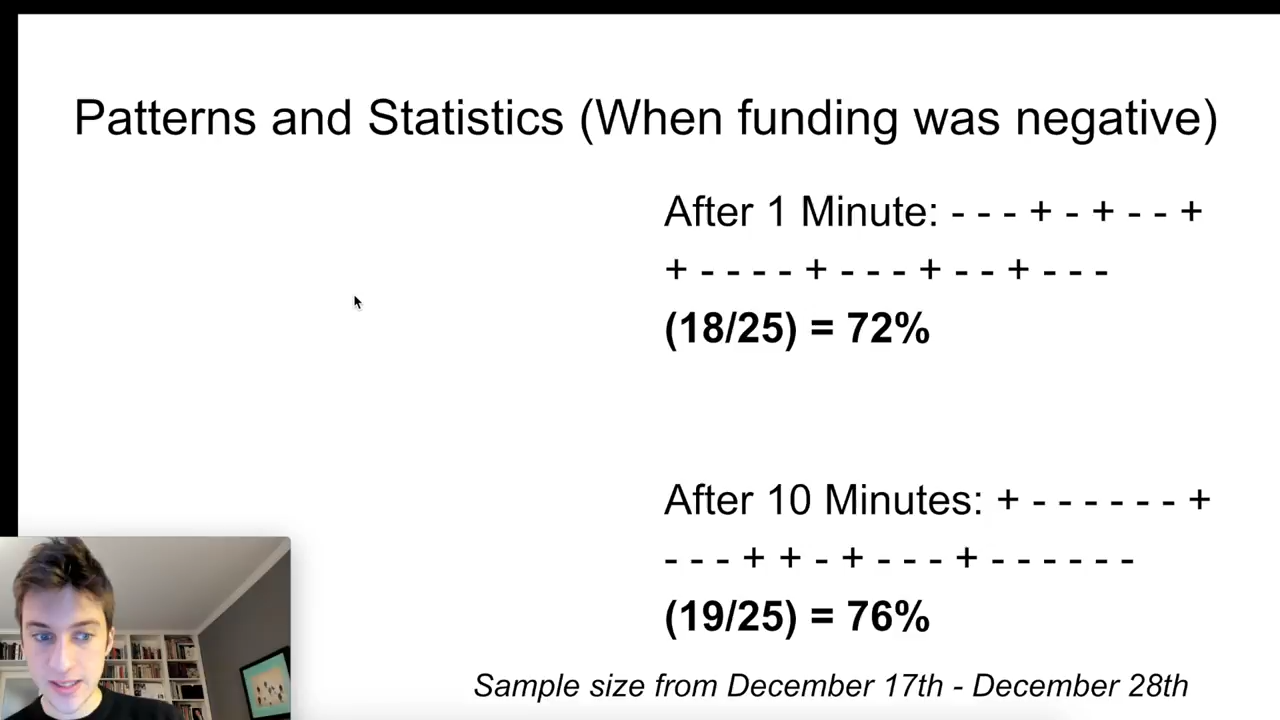 Patterns and Statistics (When funding was negative)
After 1 Minute: - - - + - + - - +
+ - - - - + - - - + - - + - - -
(18/25) = 72%
After 10 Minutes: + - - - - - - +
- - - + + - + - - - + - - - - - -
(19/25) = 76%
Sample size from December 17th - December 28th